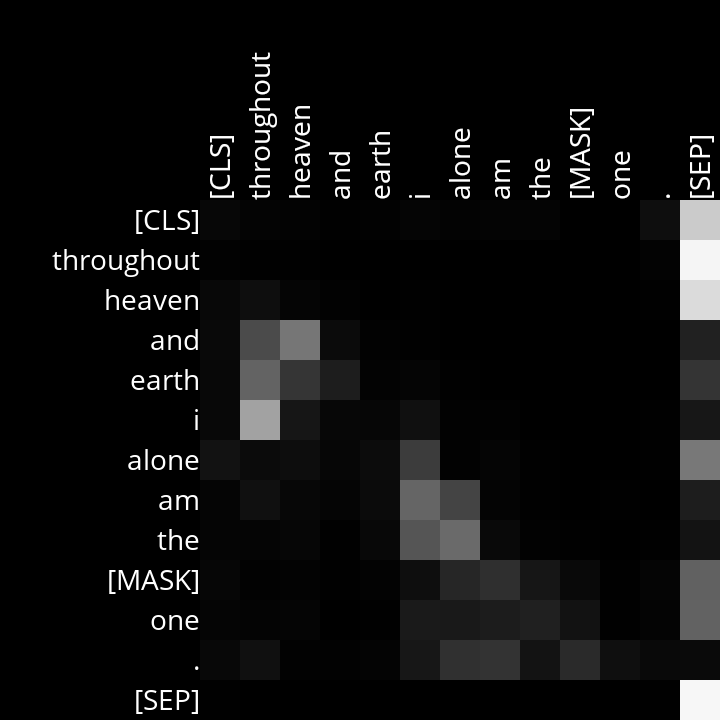 [CLS] throughout heaven and earth i alone am the [MASK] one . [SEP]
[CLS]
throughout
heaven
and
earth
i
alone
am
the
[MASK]
one
.
[SEP]